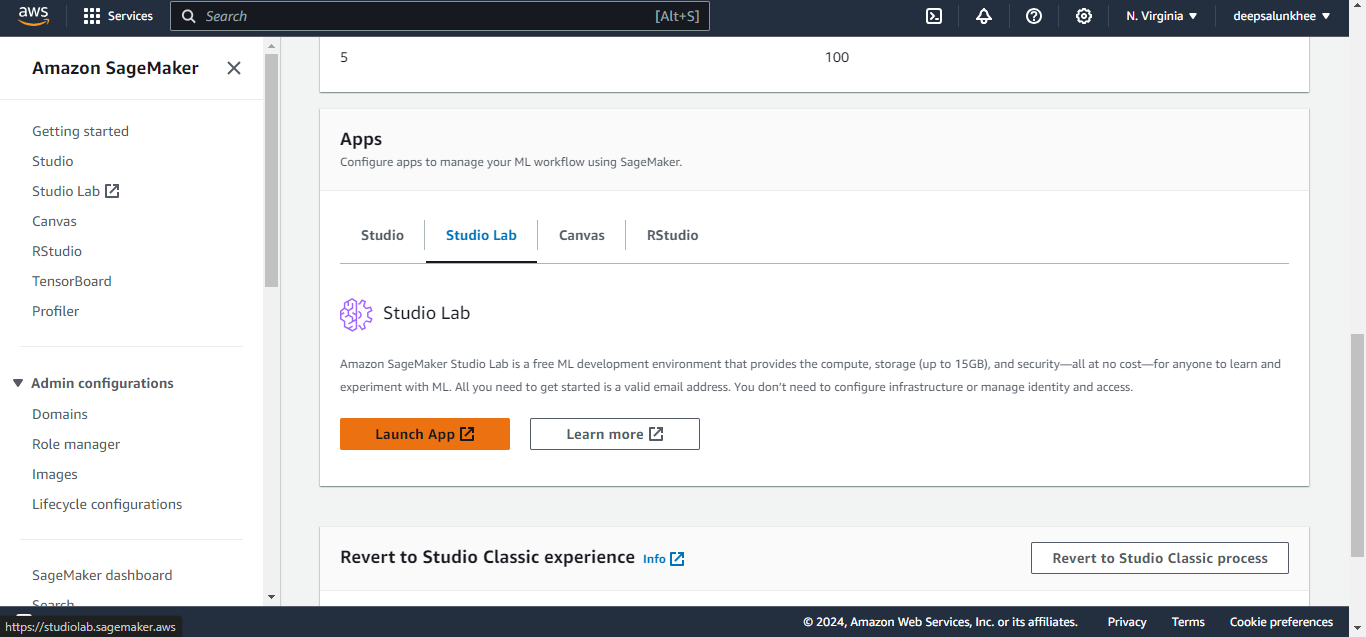 aws
Services
Search
[Alt+S]
N. Virginia
deepsalunkhee
Amazon SageMaker
Getting started
Studio
Studio Lab
Canvas
RStudio
TensorBoard
Profiler
Admin configurations
Domains
Role manager
Images
Lifecycle configurations
SageMaker dashboard
Search
5
100
Apps
Configure apps to manage your ML workflow using SageMaker.
Studio
Studio Lab
Canvas
RStudio
Studio Lab
Amazon SageMaker Studio Lab is a free ML development environment that provides the compute, storage (up to 15GB), and security—all at no cost—for anyone to learn and
experiment with ML. All you need to get started is a valid email address. You don't need to configure infrastructure or manage identity and access.
Launch App
Learn more
Revert to Studio Classic experience Info
Revert to Studio Classic process
https://studiolab.sagemaker.aws
© 2024, Amazon Web Services, Inc. or its affiliates.
Privacy
Terms
Cookie preferences